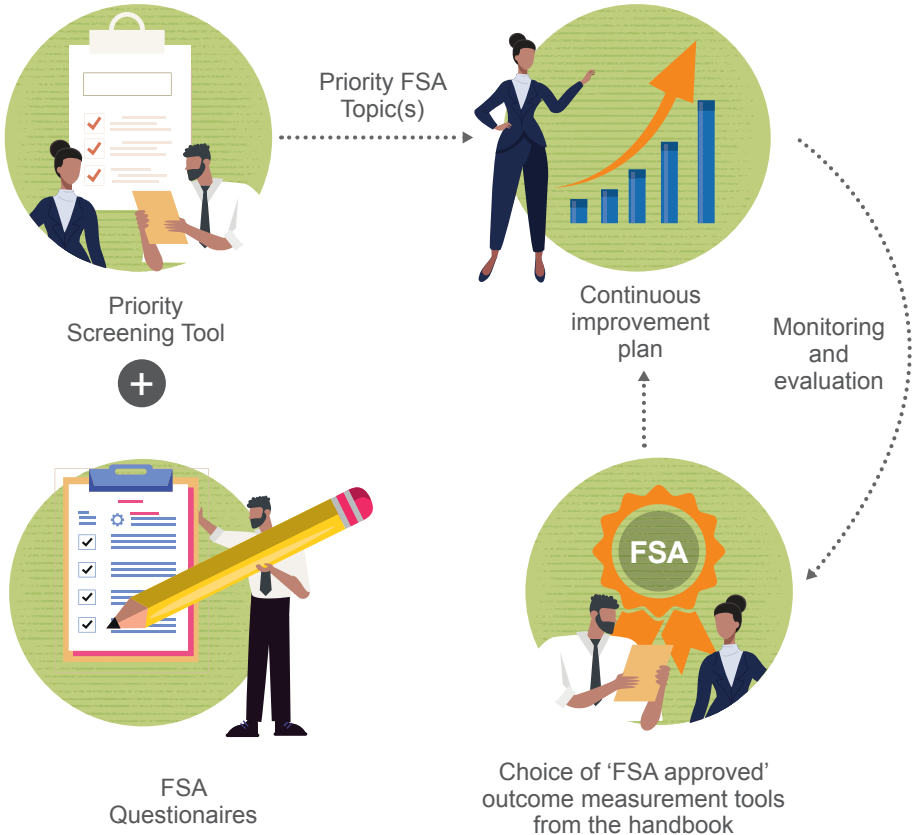 Priority FSA
Topic(s)
Priority
Screening Tool
+
Continuous
improvement
plan
Monitoring
and
evaluation
FSA
FSA
Questionaires
Choice of ‘FSA approved’
outcome measurement tools
from the handbook